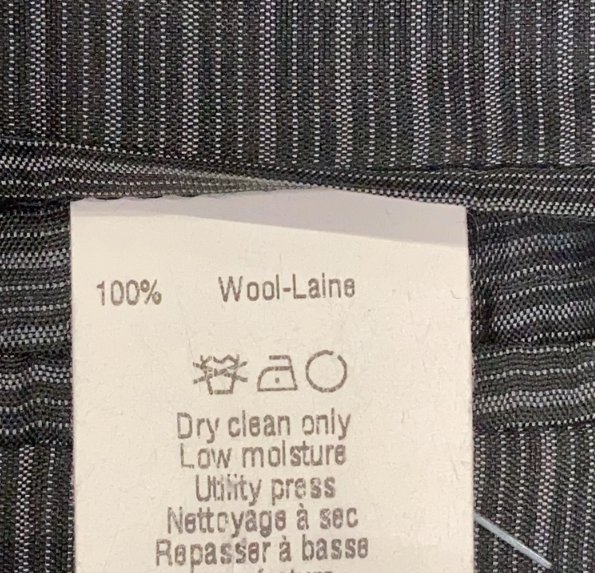 100% Wool-Laine
Dry clean only
Low moisture
Utility press
Nettoyage à sec
Repasser à basse